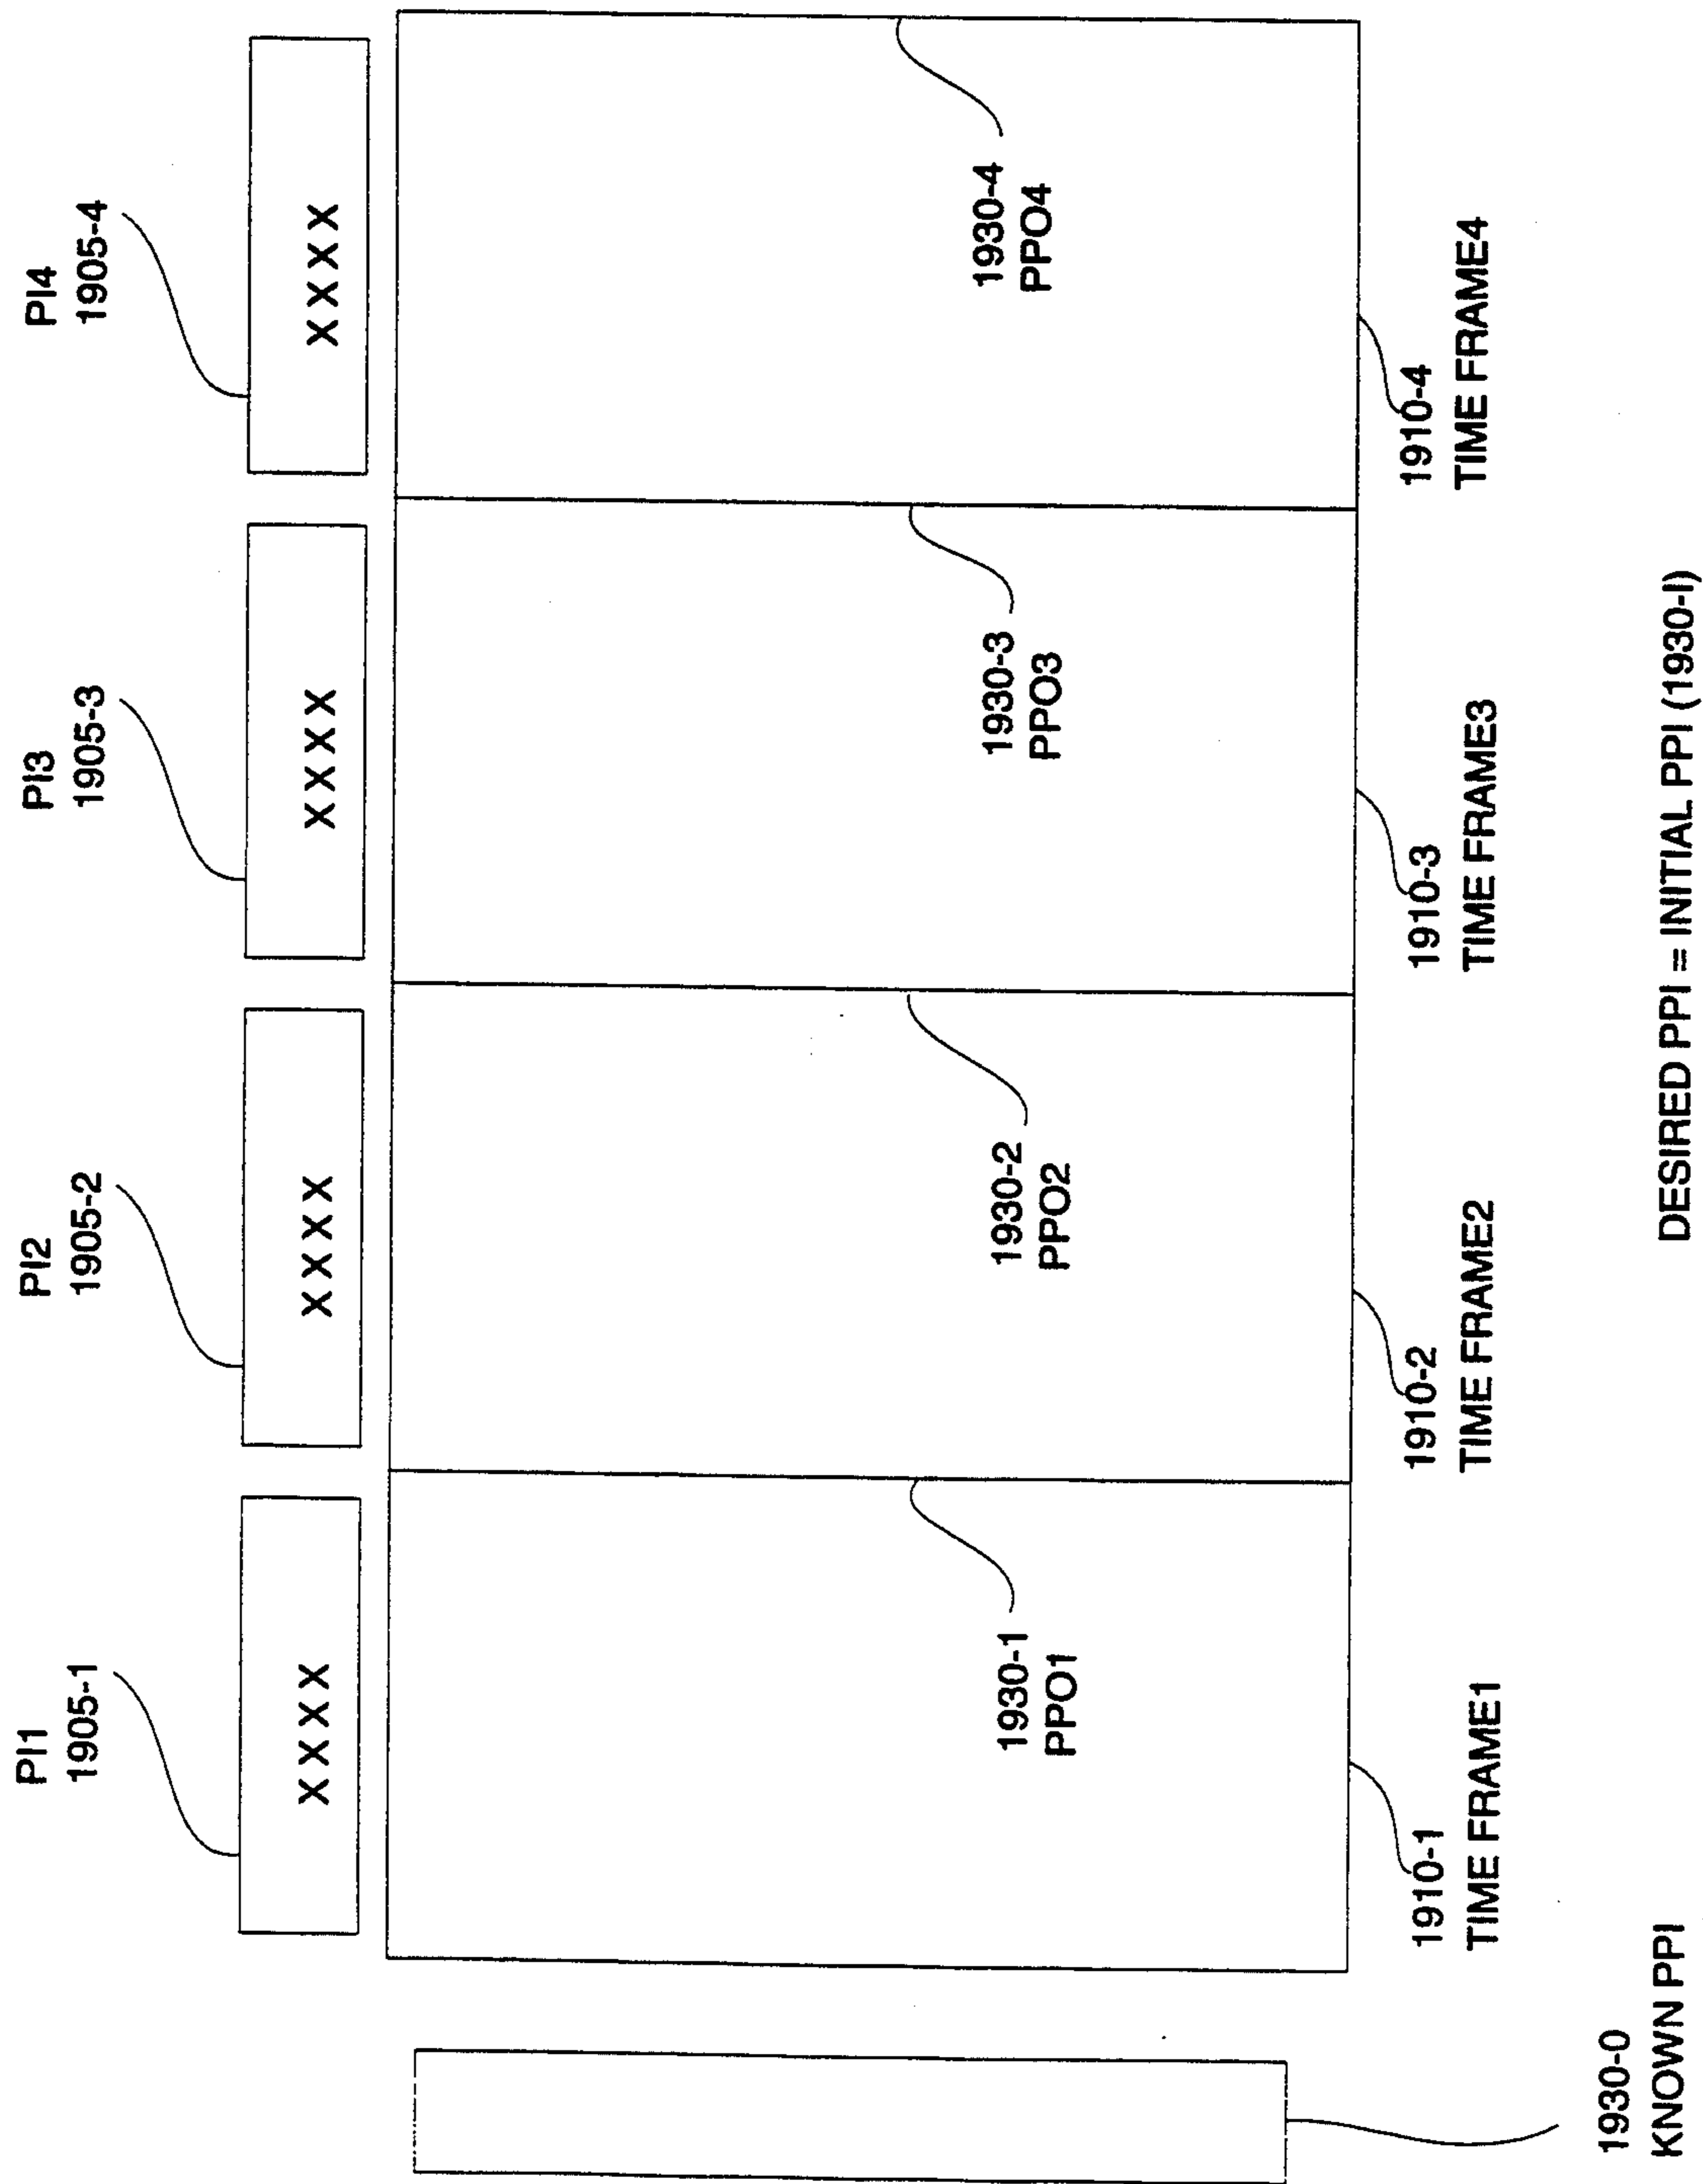 PI1
1905-1
PI2
1905-2
PI3
1905-3
PI4
1905-4
XXXX
XXXX
XXXX
XXXX
1930-1
PPO1
1930-2
PPO2
1930-3
PPO3
1930-4
PPO4
1910-1
TIME FRAME1
1910-2
TIME FRAME2
1910-3
TIME FRAME3
1910-4
TIME FRAME4
1930-0
KNOWN PPI
DESIRED PPI = INITIAL PPI (1930-I)